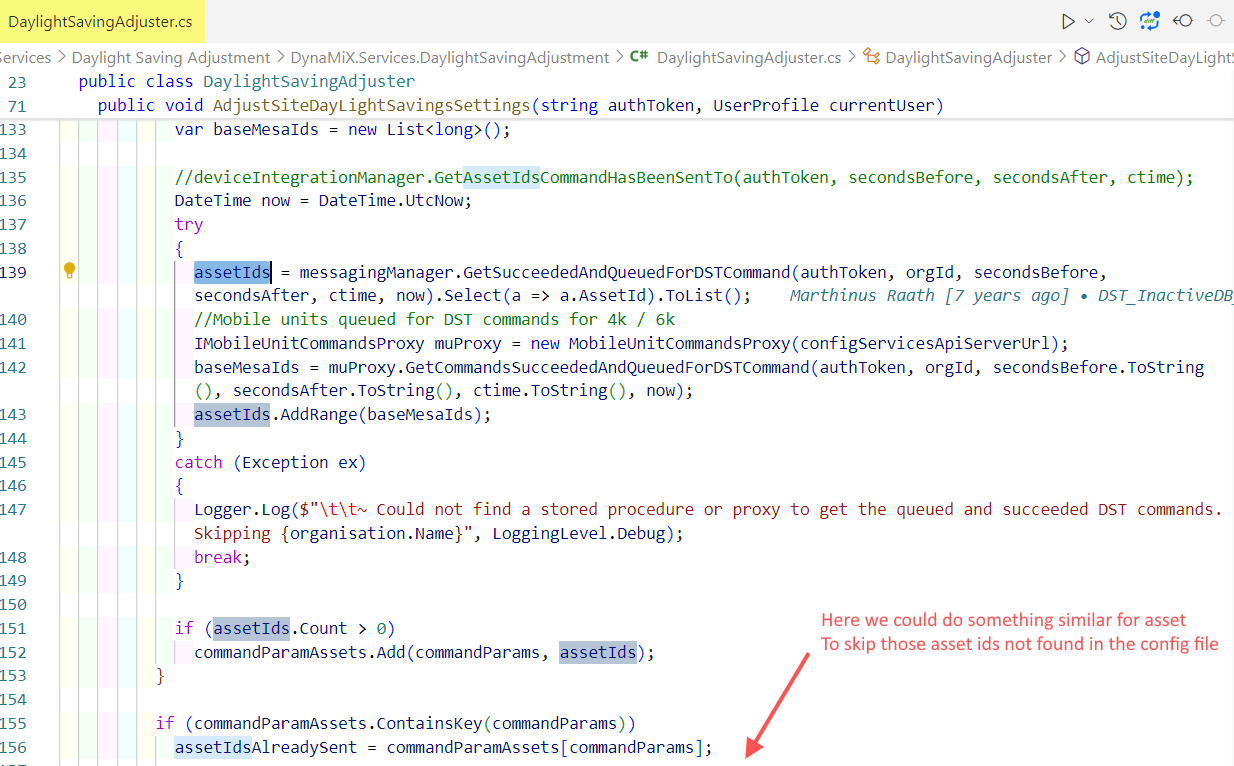 DaylightSavingAdjuster.cs
ervices > Daylight Saving Adjustment > DynaMiX.Services.DaylightSavingAdjustment > C# DaylightSavingAdjuster.cs > DaylightSavingAdjuster > AdjustSiteDayLight
23 public class DaylightSavingAdjuster
71 public void AdjustSiteDayLightSavingsSettings(string authToken, UserProfile currentUser)
133 var baseMesaIds = new List<long>();
134
135 //deviceIntegrationManager.GetAssetIdsCommandHasBeenSentTo(authToken, secondsBefore, secondsAfter, ctime);
136 DateTime now = DateTime.UtcNow;
137 try
138 {
139 assetIds = messagingManager.GetSucceededAndQueuedForDSTCommand(authToken, orgId, secondsBefore,
secondsAfter, ctime, now).Select(a => a.AssetId).ToList(); Marthinus Raath [7 years ago] • DST_InactiveDB
140 //Mobile units queued for DST commands for 4k / 6k
141 IMobileUnitCommandsProxy muProxy = new MobileUnitCommandsProxy(configServicesApiServerUrl);
142 baseMesaIds = muProxy.GetCommandsSucceededAndQueuedForDSTCommand(authToken, orgId, secondsBefore.ToString
(), secondsAfter.ToString(), ctime.ToString(), now);
143 assetIds.AddRange(baseMesaIds);
144 }
145 catch (Exception ex)
146 {
147 Logger.Log($"\t\t~ Could not find a stored procedure or proxy to get the queued and succeeded DST commands.
Skipping {organisation.Name}", LoggingLevel.Debug);
148 break;
149 }
150
151 if (assetIds.Count > 0)
152 commandParamAssets.Add(commandParams, assetIds);
153 }
154
155 if (commandParamAssets.ContainsKey(commandParams))
156 assetIdsAlreadySent = commandParamAssets[commandParams];
Here we could do something similar for asset
To skip those asset ids not found in the config file